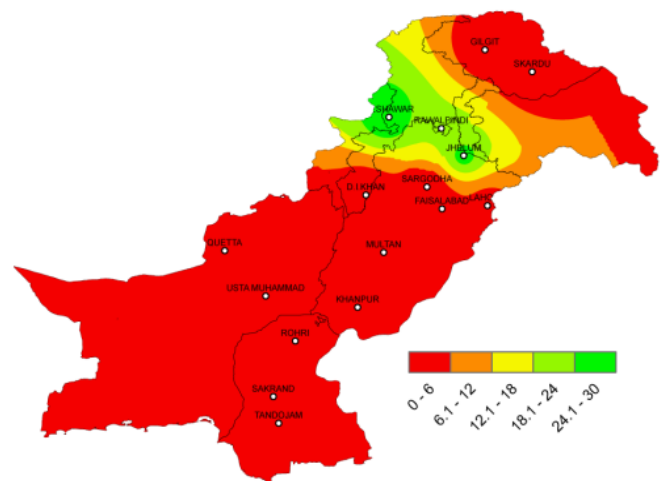 GILGIT
SKARDU
SHAWAR
RAWALPINDI
JHELUM
SARGODHA
D.I.KHAN
FAISALABAD
LAHO
QUETTA
MULTAN
USTA MUHAMMAD
KHANPUR
ROHRI
SAKRAND
TANDOJAM
0 - 6
6.1 - 12
12.1 - 18
18.1 - 24
24.1 - 30